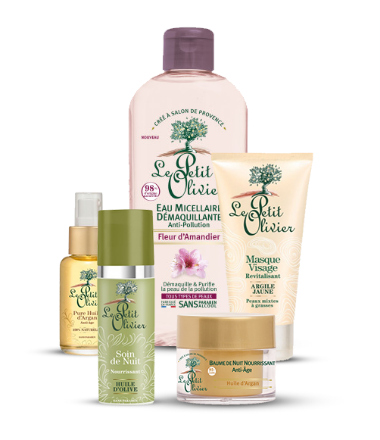 CRÉÉ À SALON DE PROVENCE
NOUVEAU
Le Petit
Olivier
98%
EAU MICELLAIRE
DÉMAQUILLANTE
Anti-Pollution
Fleur d'Amandier
Démaquille & Purifie
la peau de la pollution
TOUS TYPES DE PEAUX
SANS
Le Petit
Olivier
Masque
Visage
Revitalisant
ARGILE
JAUNE
Peaux mixtes
à grasses
Le Petit
Olivier
Pure Huile
d'Argan
Le Petit
Olivier
Soin
de Nuit
Nourrissant
HUILE
D'OLIVE
BAUME DE NUIT NOURRISSANT
Anti-Âge
Le Petit
Olivier
Huile d'Argan